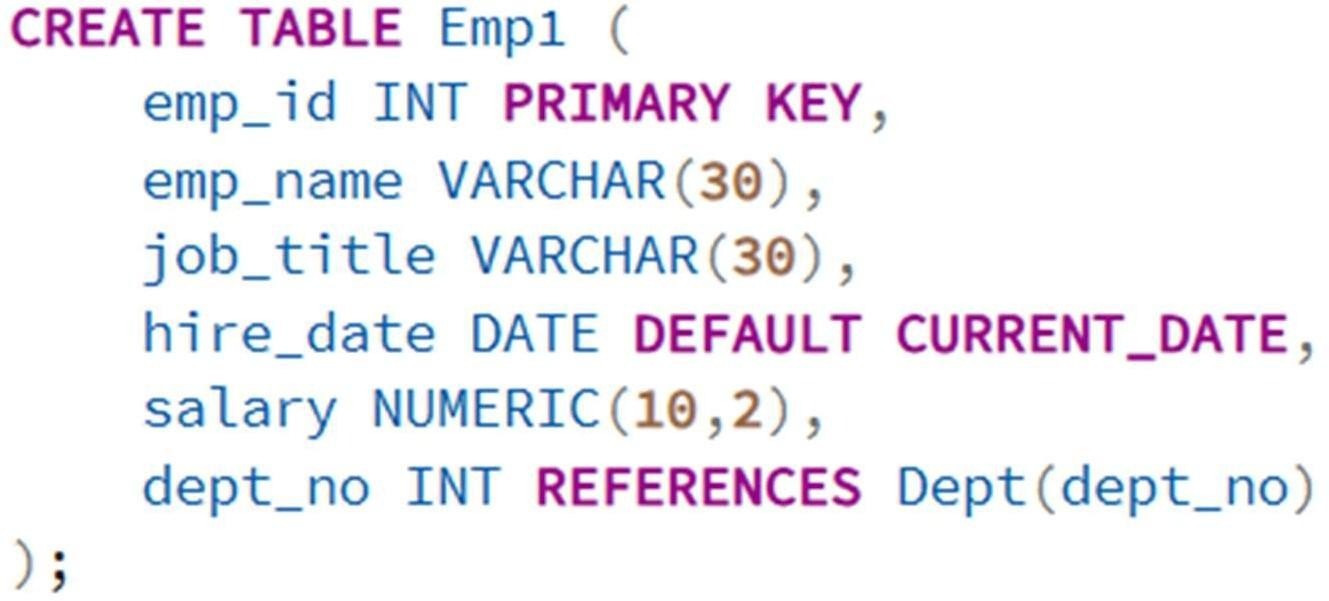 CREATE TABLE Emp1 (
    emp_id INT PRIMARY KEY,
    emp_name VARCHAR(30),
    job_title VARCHAR(30),
    hire_date DATE DEFAULT CURRENT_DATE,
    salary NUMERIC(10,2),
    dept_no INT REFERENCES Dept(dept_no)
);